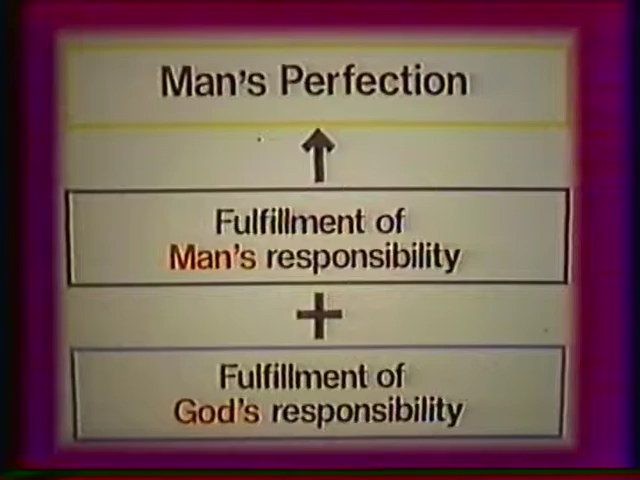 Man's Perfection
Fulfillment of
Man's responsibility
+
Fulfillment of
God's responsibility